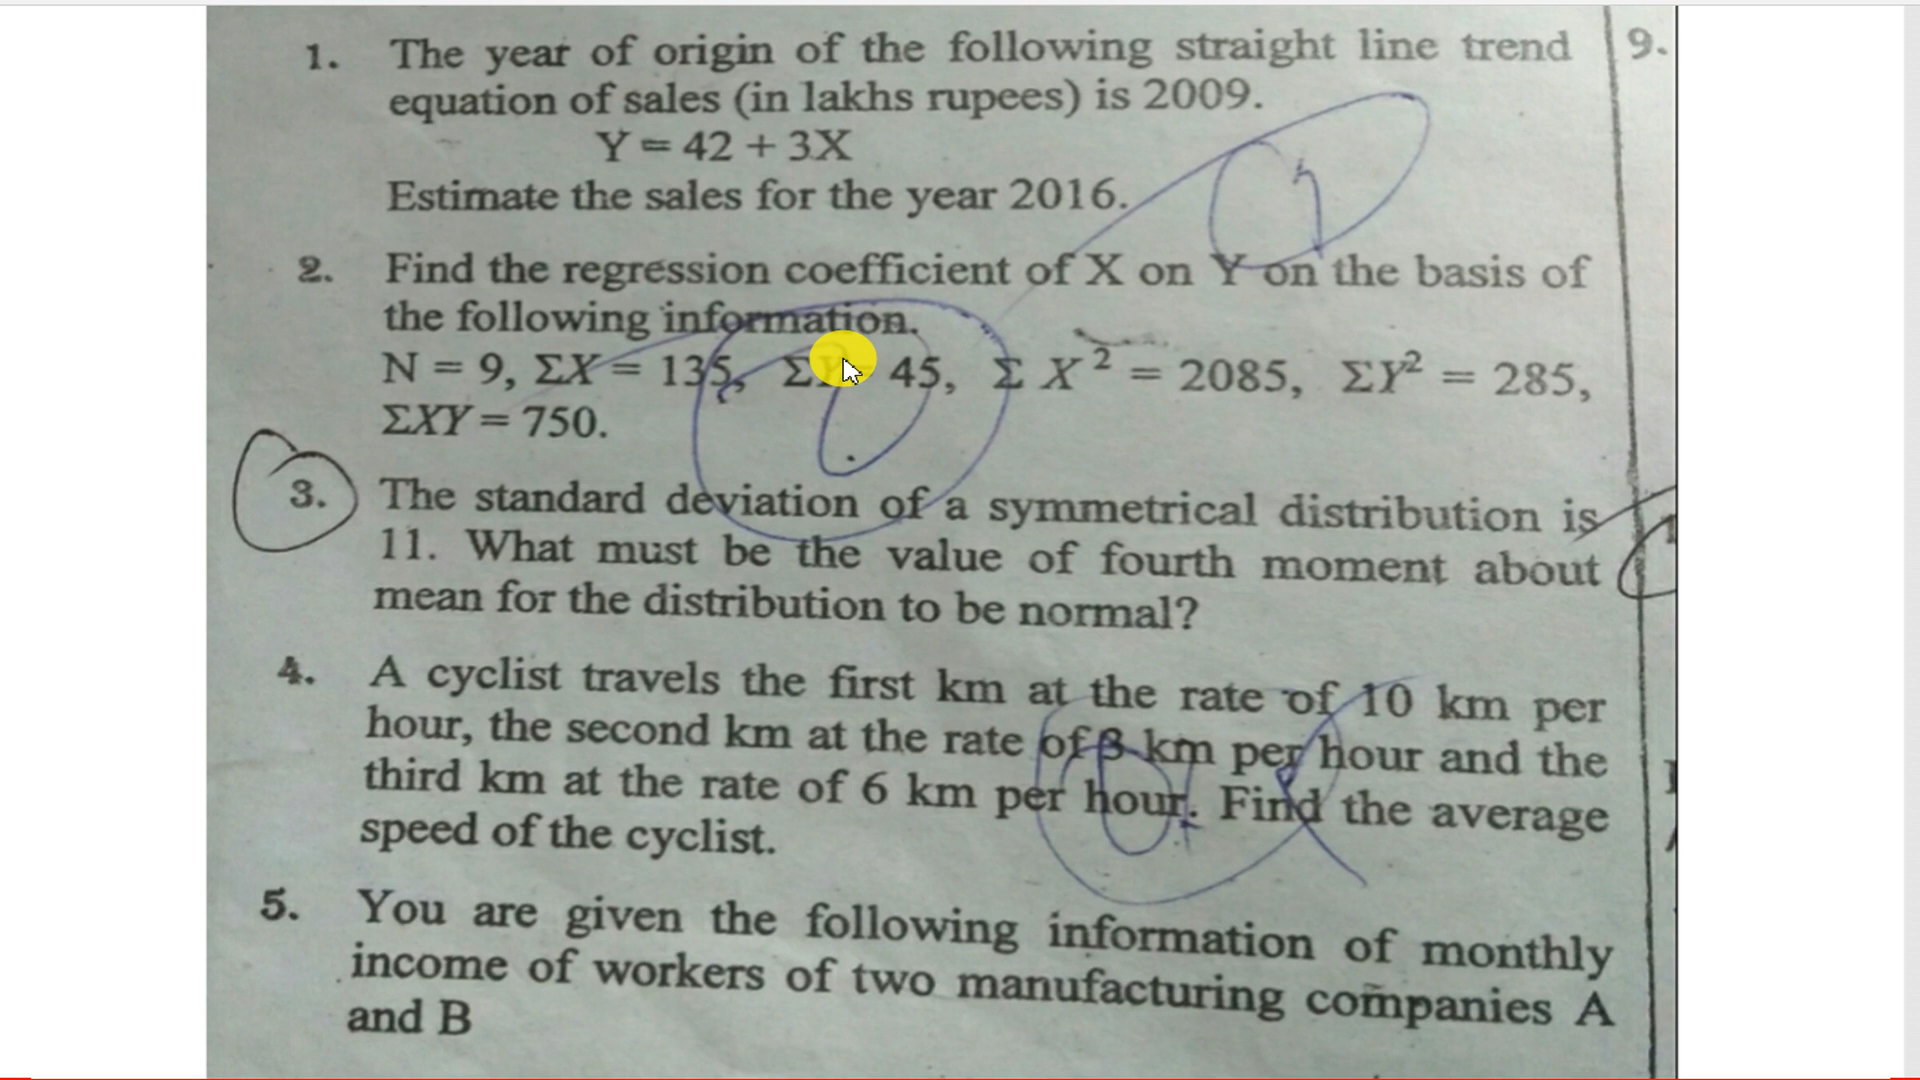 1. The year of origin of the following straight line trend
equation of sales (in lakhs rupees) is 2009.
Y = 42 + 3X
Estimate the sales for the year 2016.
2. Find the regression coefficient of X on Y on the basis of
the following information.
N = 9, ΣX = 135, ΣY = 45, Σ X² = 2085, ΣY² = 285,
ΣXY = 750.
3. The standard deviation of a symmetrical distribution is
11. What must be the value of fourth moment about
mean for the distribution to be normal?
4. A cyclist travels the first km at the rate of 10 km per
hour, the second km at the rate of 8 km per hour and the
third km at the rate of 6 km per hour. Find the average
speed of the cyclist.
5. You are given the following information of monthly
income of workers of two manufacturing companies A
and B
9.